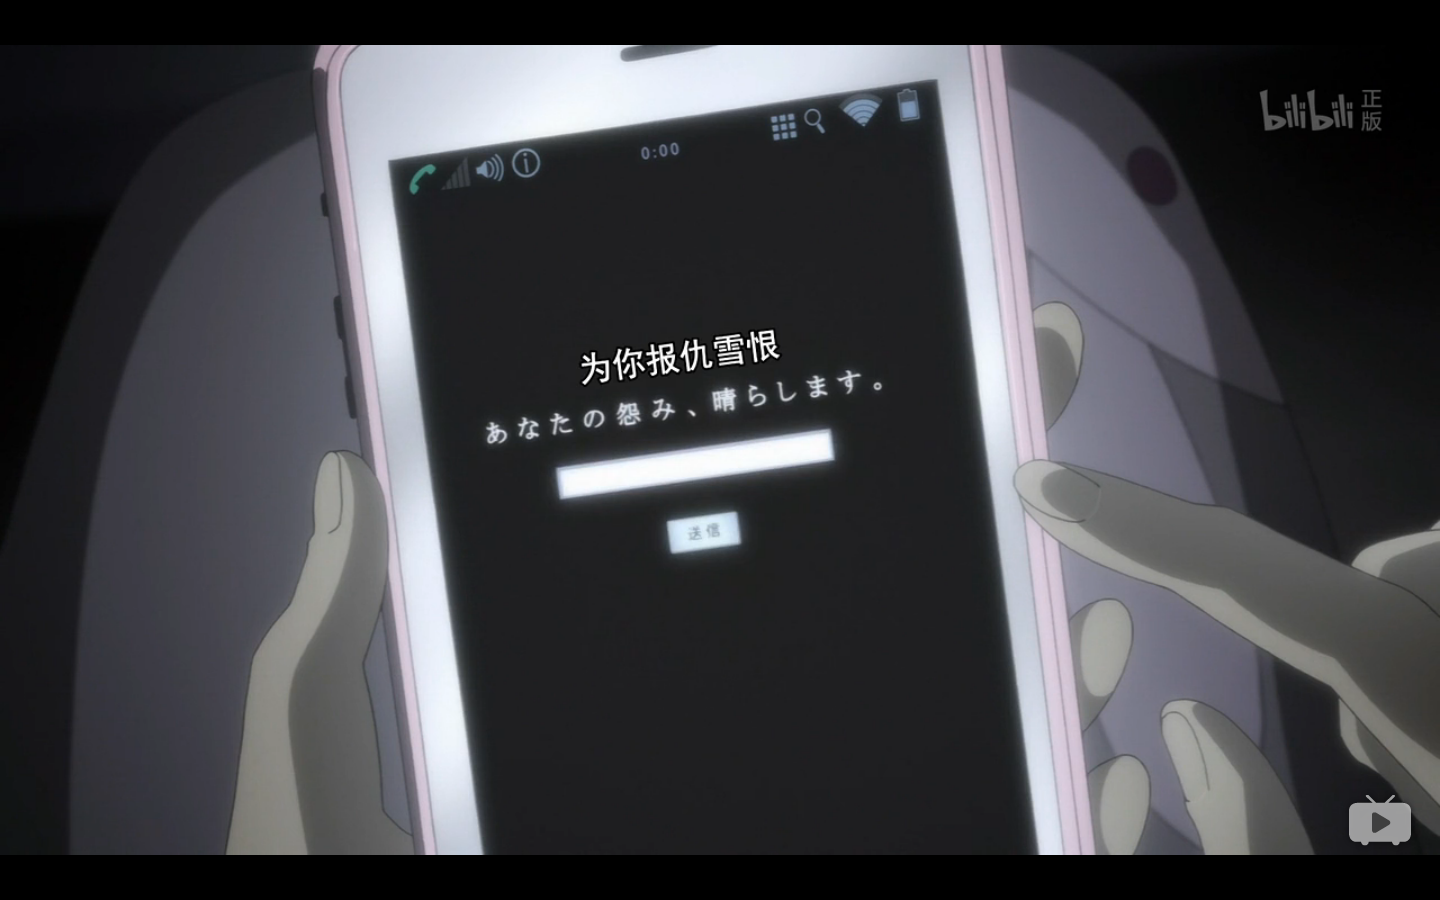 bilibili 正版
0:00
为你报仇雪恨
あなたの怨み、晴らします。
送信